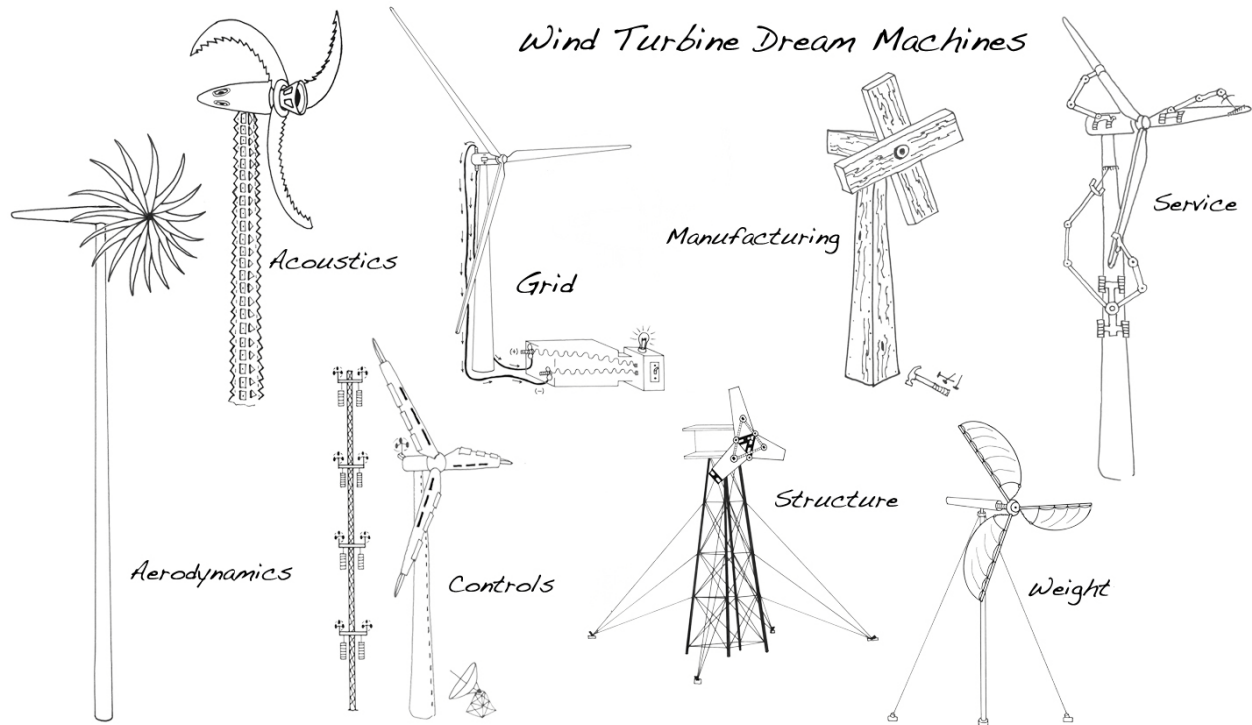 Wind Turbine Dream Machines
Acoustics
Grid
Manufacturing
Service
(+)
(-)
Aerodynamics
Controls
Structure
Weight